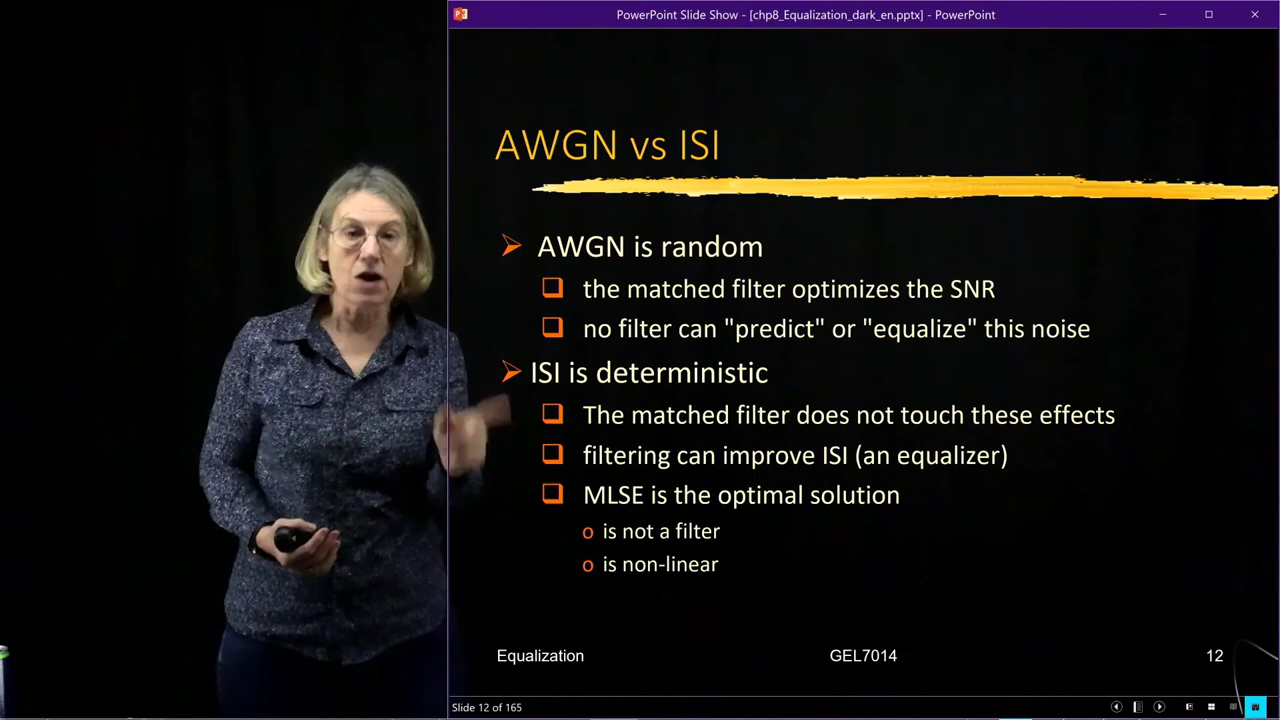 PowerPoint Slide Show - [chp8_Equalization_dark_en.pptx] - PowerPoint
AWGN vs ISI
AWGN is random
the matched filter optimizes the SNR
no filter can "predict" or "equalize" this noise
ISI is deterministic
The matched filter does not touch these effects
filtering can improve ISI (an equalizer)
MLSE is the optimal solution
o is not a filter
o is non-linear
Equalization GEL7014 12
Slide 12 of 165